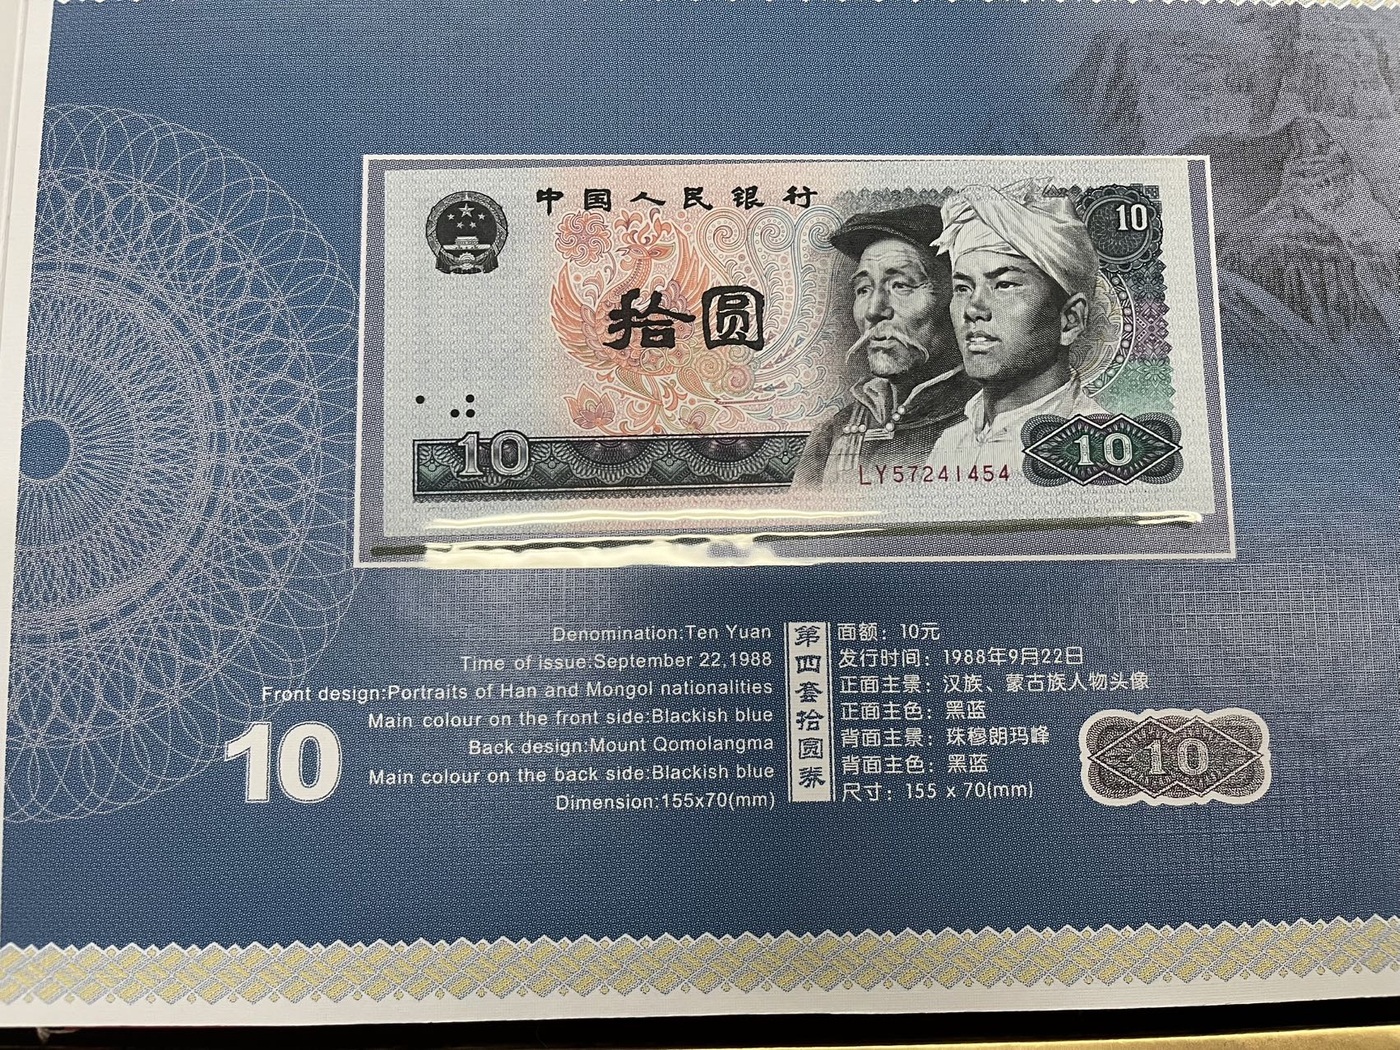 中国人民银行
10
拾圆
10
LY57241454
10
Denomination:Ten Yuan
Time of issue:September 22,1988
Front design:Portraits of Han and Mongol nationalities
Main colour on the front side:Blackish blue
Back design:Mount Qomolangma
Main colour on the back side:Blackish blue
Dimension:155x70(mm)
10
第四套拾圆券
面额：10元
发行时间：1988年9月22日
正面主景：汉族、蒙古族人物头像
正面主色：黑蓝
背面主景：珠穆朗玛峰
背面主色：黑蓝
尺寸：155 x 70(mm)
10